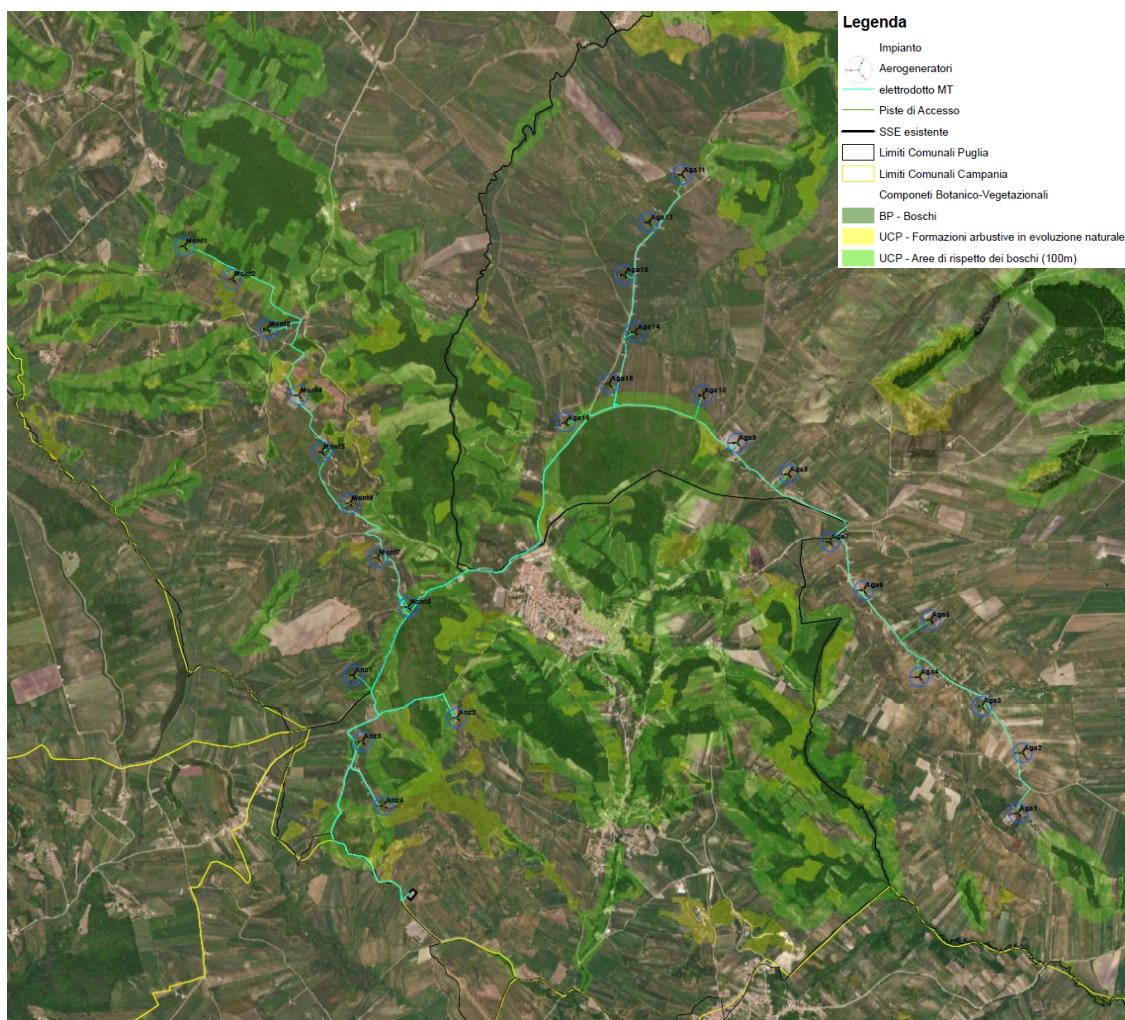 Legenda
Impianto
Aerogeneratori
elettrodotto MT
Piste di Accesso
SSE esistente
Limiti Comunali Puglia
Limiti Comunali Campania
Componeti Botanico-Vegetazionali
BP - Boschi
UCP - Formazioni arbustive in evoluzione naturale
UCP - Aree di rispetto dei boschi (100m)
Aga11
Aga12
Mont1
Aga13
Mont2
Mont3
Aga14
Aga15
Mont4
Aga10
Aga16
Aga9
Mont5
Aga8
Mont6
Aga7
Mont7
Aga6
Mont8
Aga5
Anz1
Aga4
Aga3
Anz2
Anz3
Aga2
Anz4
Aga1